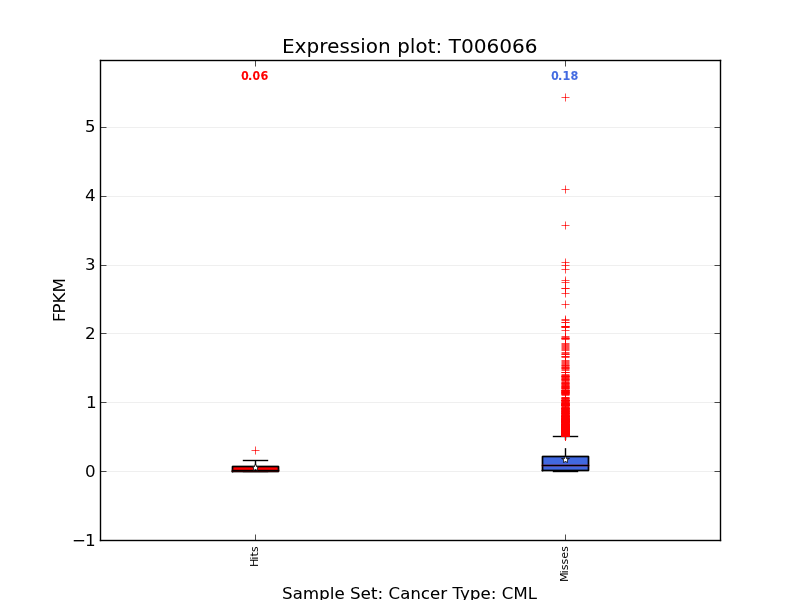 Expression plot: T006066
0.06 0.18
5
4
3
2
1
0
−1
FPKM
Hits
Misses
Sample Set: Cancer Type: CML